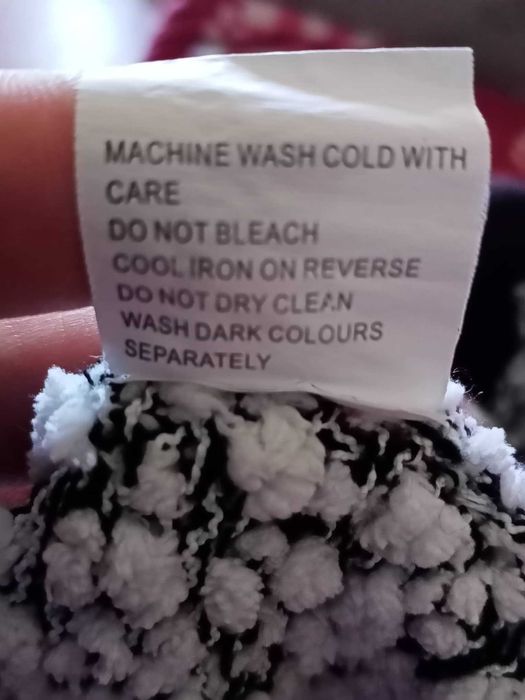 MACHINE WASH COLD WITH
CARE
DO NOT BLEACH
COOL IRON ON REVERSE
DO NOT DRY CLEAN
WASH DARK COLOURS
SEPARATELY